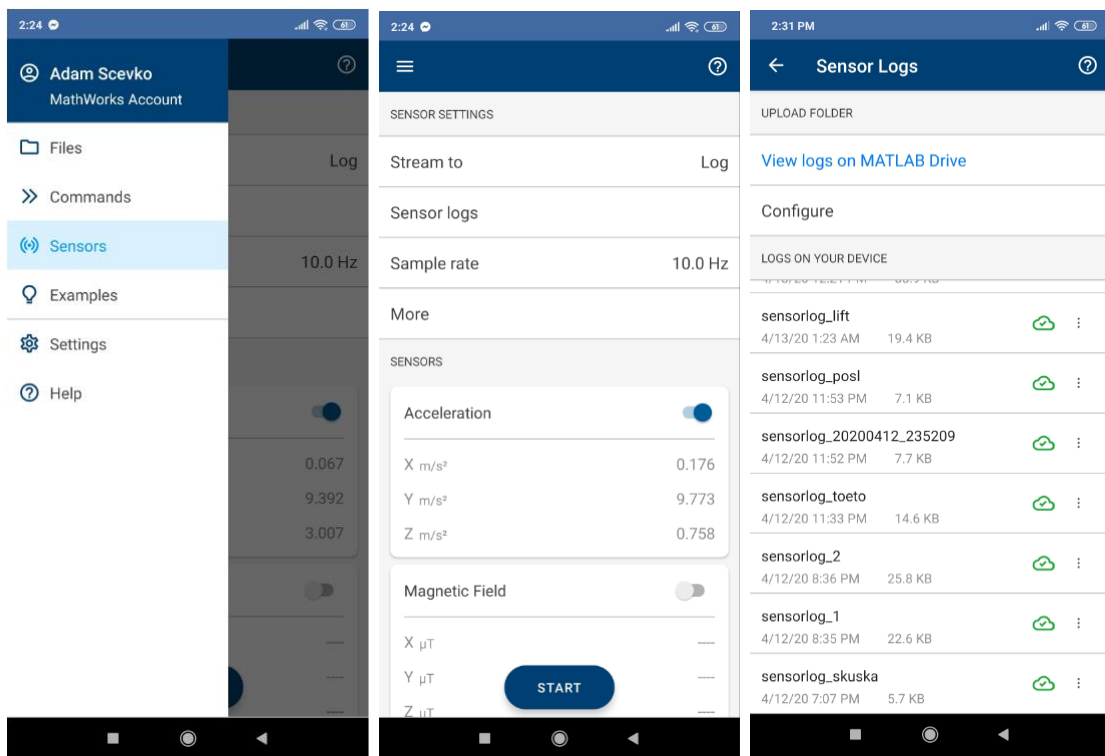 2:24
61
Adam Scevko
MathWorks Account
Files
Commands
Sensors
Examples
Settings
Help
Log
10.0 Hz
0.067
9.392
3.007
2:24
61
SENSOR SETTINGS
Stream to Log
Sensor logs
Sample rate 10.0 Hz
More
SENSORS
Acceleration
X m/s² 0.176
Y m/s² 9.773
Z m/s² 0.758
Magnetic Field
X µT ----
Y µT ----
Z µT
START
2:31 PM
61
Sensor Logs
UPLOAD FOLDER
View logs on MATLAB Drive
Configure
LOGS ON YOUR DEVICE
sensorlog_lift
4/13/20 1:23 AM 19.4 KB
sensorlog_posl
4/12/20 11:53 PM 7.1 KB
sensorlog_20200412_235209
4/12/20 11:52 PM 7.7 KB
sensorlog_toeto
4/12/20 11:33 PM 14.6 KB
sensorlog_2
4/12/20 8:36 PM 25.8 KB
sensorlog_1
4/12/20 8:35 PM 22.6 KB
sensorlog_skuska
4/12/20 7:07 PM 5.7 KB